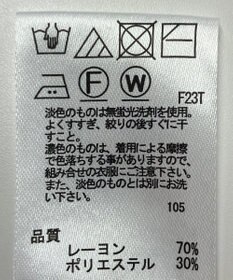 F W
F23T
淡色のものは無蛍光洗剤を使用。
よくすすぎ、絞りの後すぐに干
すこと。
濃色のものは、着用による摩擦
で色落ちする事がありますので、
組み合せの衣服にご注意下さい。
また、淡色のものとは別にお洗
い下さい。
105
品質
レーヨン 70%
ポリエステル 30%